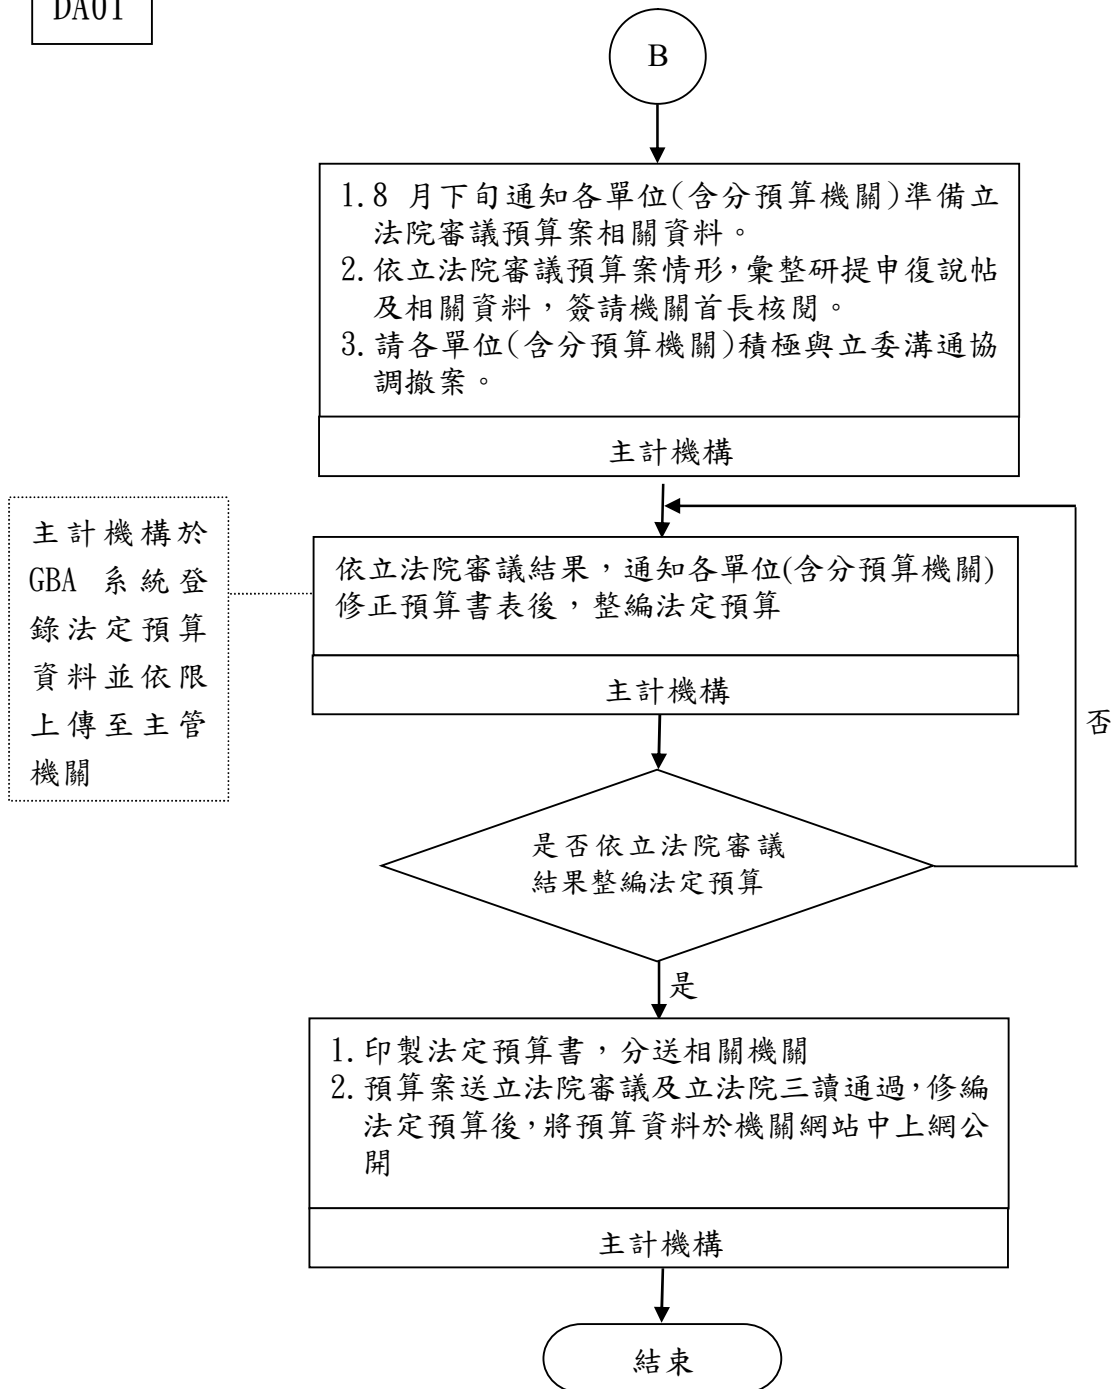 DA01
B
1.8 月下旬通知各單位(含分預算機關)準備立
法院審議預算案相關資料。
2.依立法院審議預算案情形,彙整研提申復說帖
及相關資料,簽請機關首長核閱。
3.請各單位(含分預算機關)積極與立委溝通協
調撤案。
主計機構
主計機構於
GBA 系統登
錄法定預算
資料並依限
上傳至主管
機關
依立法院審議結果,通知各單位(含分預算機關)
修正預算書表後,整編法定預算
主計機構
否
是否依立法院審議
結果整編法定預算
是
1.印製法定預算書,分送相關機關
2.預算案送立法院審議及立法院三讀通過,修編
法定預算後,將預算資料於機關網站中上網公
開
主計機構
結束